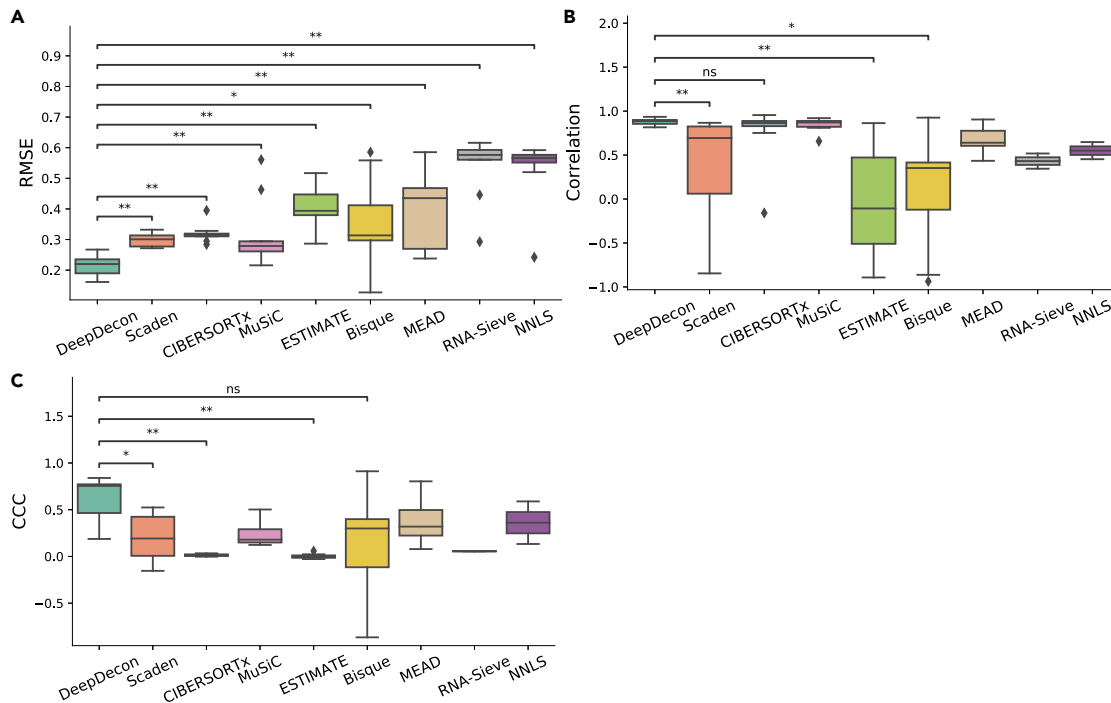 A
RMSE
0.9
0.8
0.7
0.6
0.5
0.4
0.3
0.2
**
**
**
*
**
**
**
**
DeepDecon
Scaden
CIBERSORTx
MuSiC
ESTIMATE
Bisque
MEAD
RNA-Sieve
NNLS
B
Correlation
2.0
1.5
1.0
0.5
0.0
−0.5
−1.0
*
**
ns
**
DeepDecon
Scaden
CIBERSORTx
MuSiC
ESTIMATE
Bisque
MEAD
RNA-Sieve
NNLS
C
CCC
1.5
1.0
0.5
0.0
−0.5
ns
**
**
*
DeepDecon
Scaden
CIBERSORTx
MuSiC
ESTIMATE
Bisque
MEAD
RNA-Sieve
NNLS